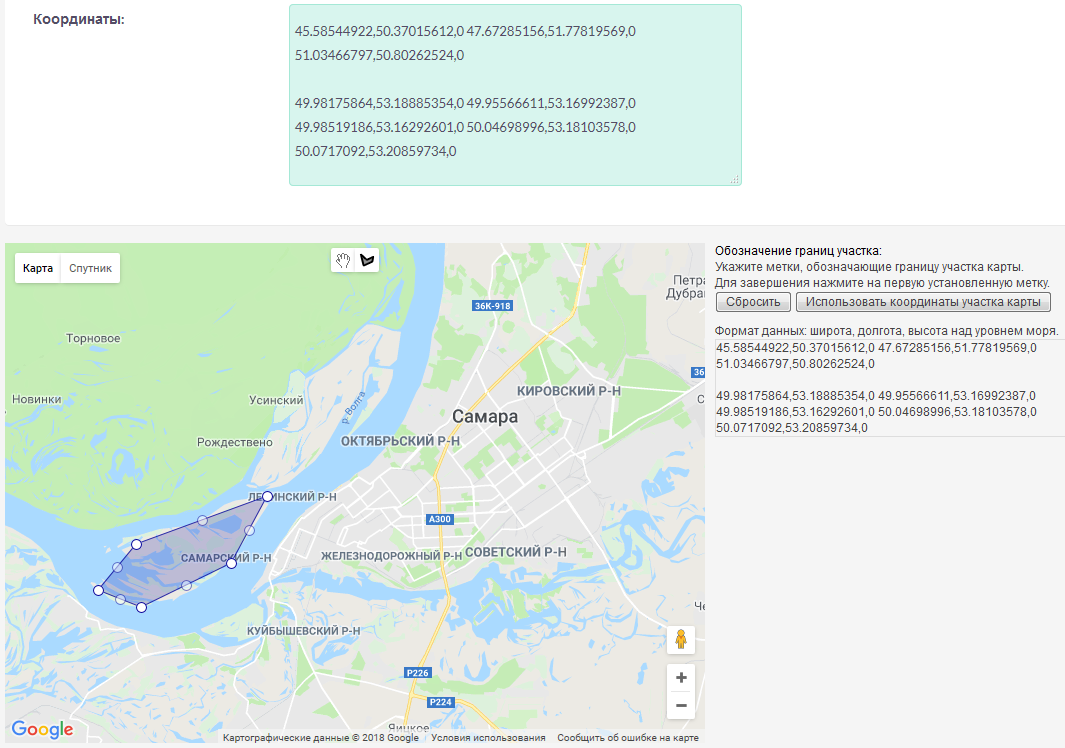 Координаты:
45.58544922,50.37015612,0 47.67285156,51.77819569,0
51.03466797,50.80262524,0
49.98175864,53.18885354,0 49.95566611,53.16992387,0
49.98519186,53.16292601,0 50.04698996,53.18103578,0
50.0717092,53.20859734,0
Карта
Спутник
36К-918
Петра
Дубрав
Торновое
36
КИРОВСКИЙ Р-Н
Новинки
Усинский
р. Волга
Самара
Рождествено
ОКТЯБРЬСКИЙ Р-Н
ЛЕНИНСКИЙ Р-Н
А300
САМАРСКИЙ Р-Н
ЖЕЛЕЗНОДОРОЖНЫЙ Р-Н
СОВЕТСКИЙ Р-Н
Че
КУЙБЫШЕВСКИЙ Р-Н
Р226
Р224
Яицкое
Google
Картографические данные © 2018 Google
Условия использования
Сообщить об ошибке на карте
Обозначение границ участка:
Укажите метки, обозначающие границу участка карты.
Для завершения нажмите на первую установленную метку.
Сбросить
Использовать координаты участка карты
Формат данных: широта, долгота, высота над уровнем моря.
45.58544922,50.37015612,0 47.67285156,51.77819569,0
51.03466797,50.80262524,0
49.98175864,53.18885354,0 49.95566611,53.16992387,0
49.98519186,53.16292601,0 50.04698996,53.18103578,0
50.0717092,53.20859734,0